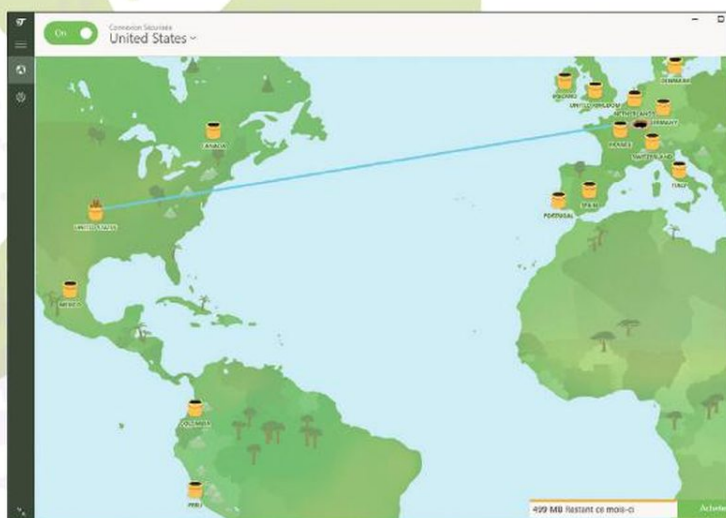 On
Connexion Sécurisée
United States
DENMARK
IRELAND
UNITED KINGDOM
NETHERLANDS
GERMANY
CANADA
FRANCE
SWITZERLAND
ITALY
SPAIN
PORTUGAL
UNITED STATES
MEXICO
PERU
499 MB Restant ce mois-ci